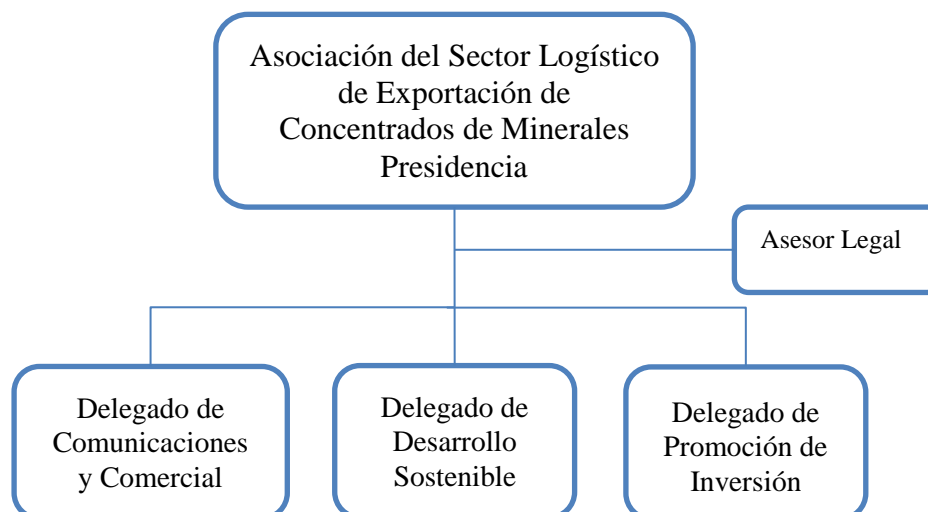 Asociación del Sector Logístico
de Exportación de
Concentrados de Minerales
Presidencia
Asesor Legal
Delegado de
Comunicaciones
y Comercial
Delegado de
Desarrollo
Sostenible
Delegado de
Promoción de
Inversión